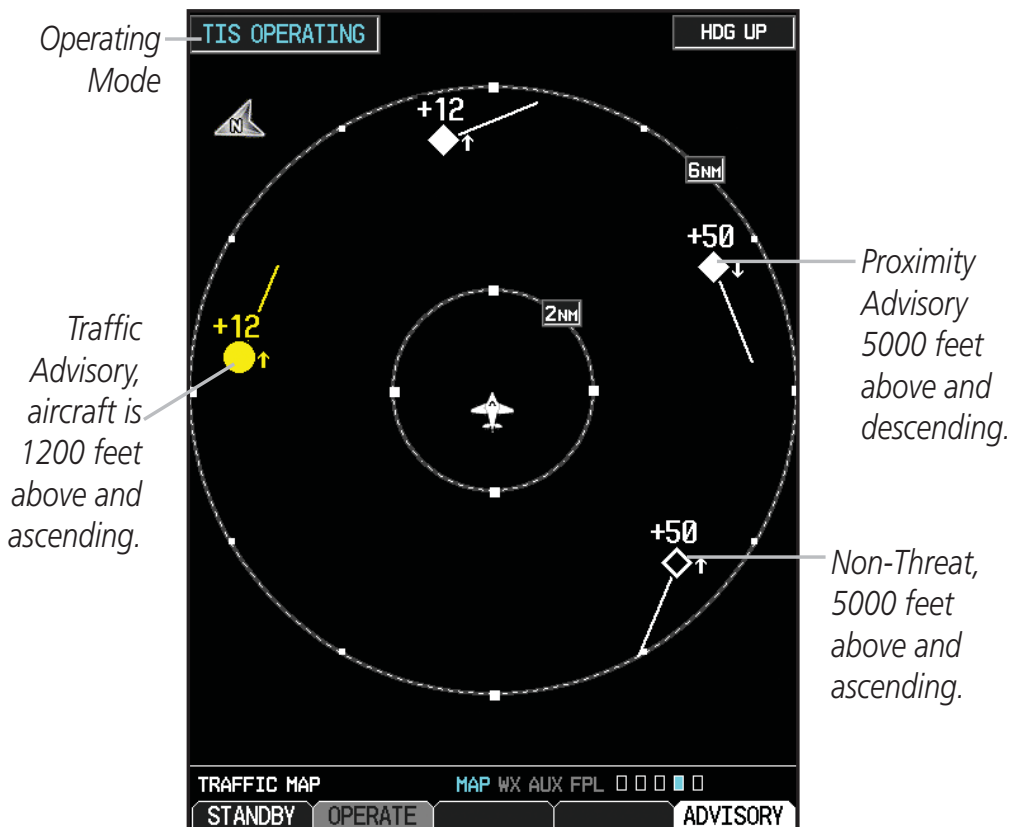 Operating
Mode
TIS OPERATING
HDG UP
N
+12
6NM
+50
2NM
+12
+50
Traffic
Advisory,
aircraft is
1200 feet
above and
ascending.
Proximity
Advisory
5000 feet
above and
descending.
Non-Threat,
5000 feet
above and
ascending.
TRAFFIC MAP
MAP WX AUX FPL
STANDBY OPERATE ADVISORY